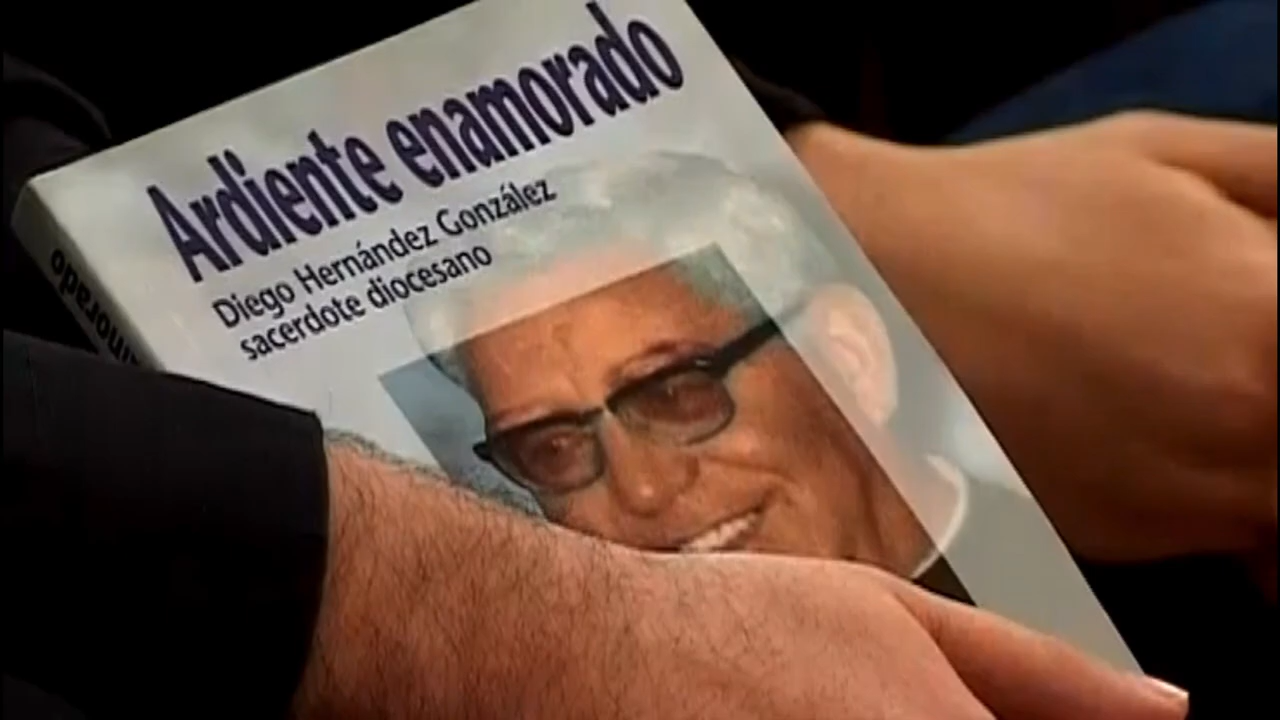 Ardiente enamorado
Diego Hernández González
sacerdote diocesano